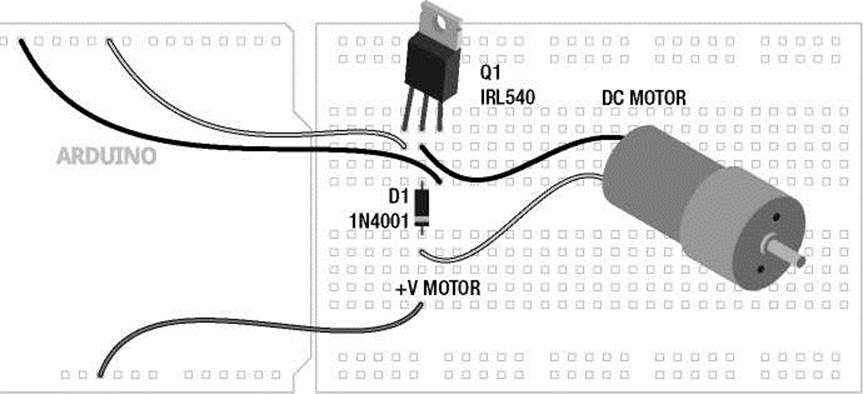 Q1
IRL540
DC MOTOR
ARDUINO
D1
1N4001
+V MOTOR